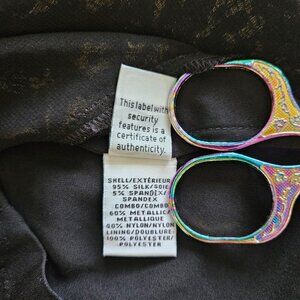 This label with
security
features is a
certificate of
authenticity.
SHELL/EXTÉRIEUR
95% SILK/SOIE
5% SPANDEX/
SPANDEX
COMBO/COMBO
60% METALLIC/
METALLIQUE
40% NYLON/NYLON
LINING/DOUBLURE:
100% POLYESTER/
POLYESTER